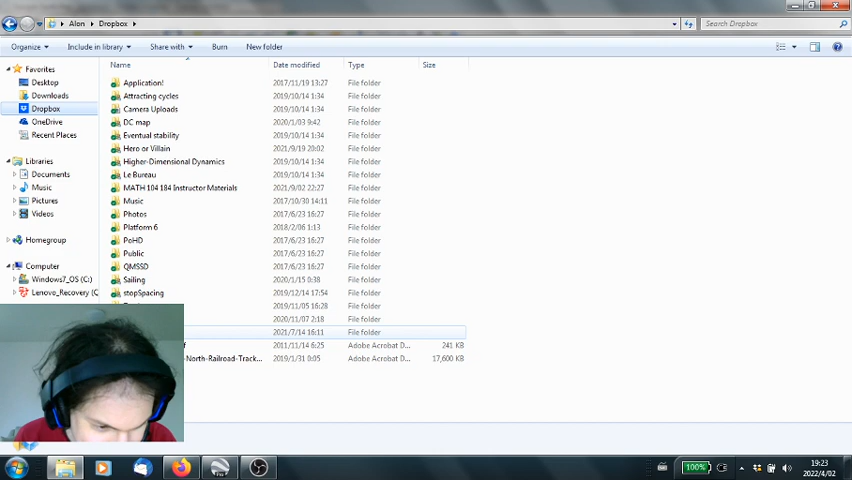 Alon ▸ Dropbox ▸ Search Dropbox
Organize Include in library Share with Burn New folder
Favorites
Desktop
Downloads
Dropbox
OneDrive
Recent Places
Libraries
Documents
Music
Pictures
Videos
Homegroup
Computer
Windows7_OS (C:)
Lenovo_Recovery (
Name Date modified Type Size
Application! 2017/11/19 13:27 File folder
Attracting cycles 2019/10/14 1:34 File folder
Camera Uploads 2019/10/14 1:34 File folder
DC map 2020/1/03 9:42 File folder
Eventual stability 2019/10/14 1:34 File folder
Hero or Villain 2021/9/19 20:02 File folder
Higher-Dimensional Dynamics 2019/10/14 1:34 File folder
Le Bureau 2019/10/14 1:34 File folder
MATH 104 184 Instructor Materials 2021/9/02 22:27 File folder
Music 2017/10/30 14:11 File folder
Photos 2017/6/23 16:27 File folder
Platform 6 2018/2/06 1:13 File folder
PoHD 2017/6/23 16:27 File folder
Public 2017/6/23 16:27 File folder
QMSSD 2017/6/23 16:27 File folder
Sailing 2020/1/15 0:38 File folder
stopSpacing 2019/12/14 17:54 File folder
2019/11/05 16:28 File folder
2020/11/07 2:18 File folder
2021/7/14 16:11 File folder
f 2011/11/14 6:25 Adobe Acrobat D... 241 KB
-North-Railroad-Track... 2019/1/31 0:05 Adobe Acrobat D... 17,600 KB
100%
19:23
2022/4/02